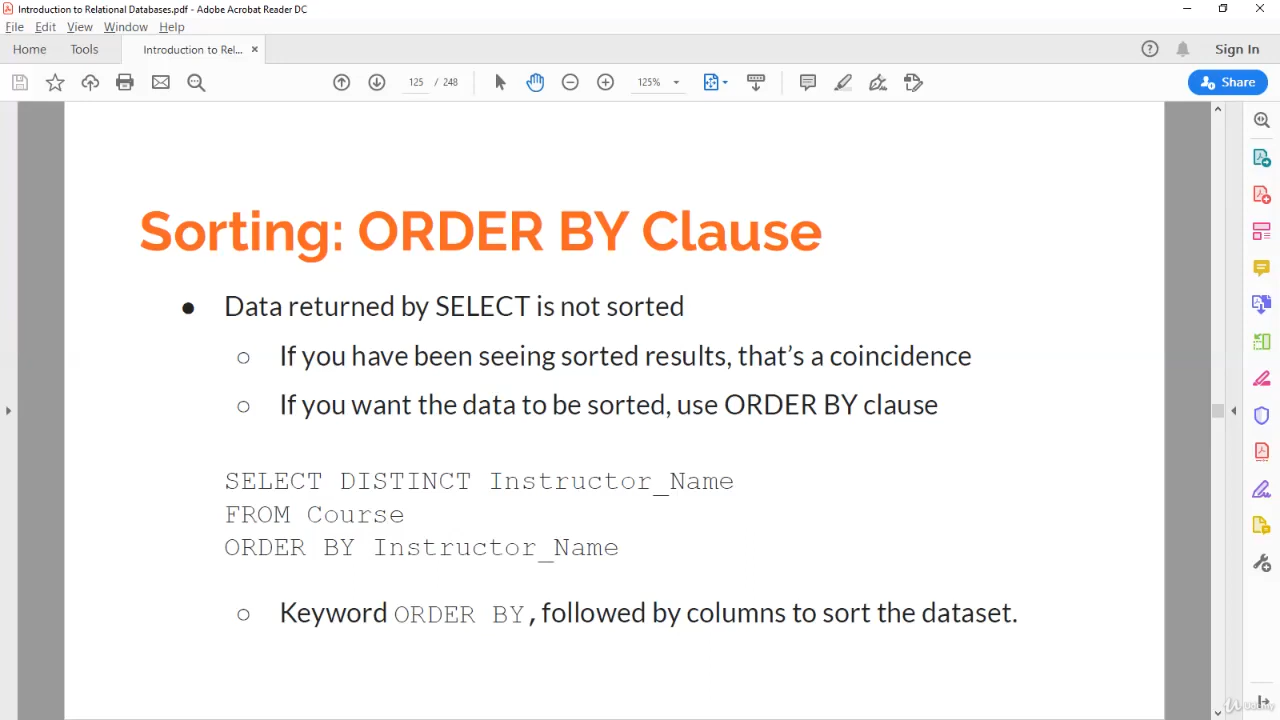 Introduction to Relational Databases.pdf - Adobe Acrobat Reader DC
File Edit View Window Help
Home Tools Introduction to Rel... × Sign In
125 / 248 125% Share
Sorting: ORDER BY Clause
● Data returned by SELECT is not sorted
○ If you have been seeing sorted results, that’s a coincidence
○ If you want the data to be sorted, use ORDER BY clause
SELECT DISTINCT Instructor_Name
FROM Course
ORDER BY Instructor_Name
○ Keyword ORDER BY, followed by columns to sort the dataset.
Udemy